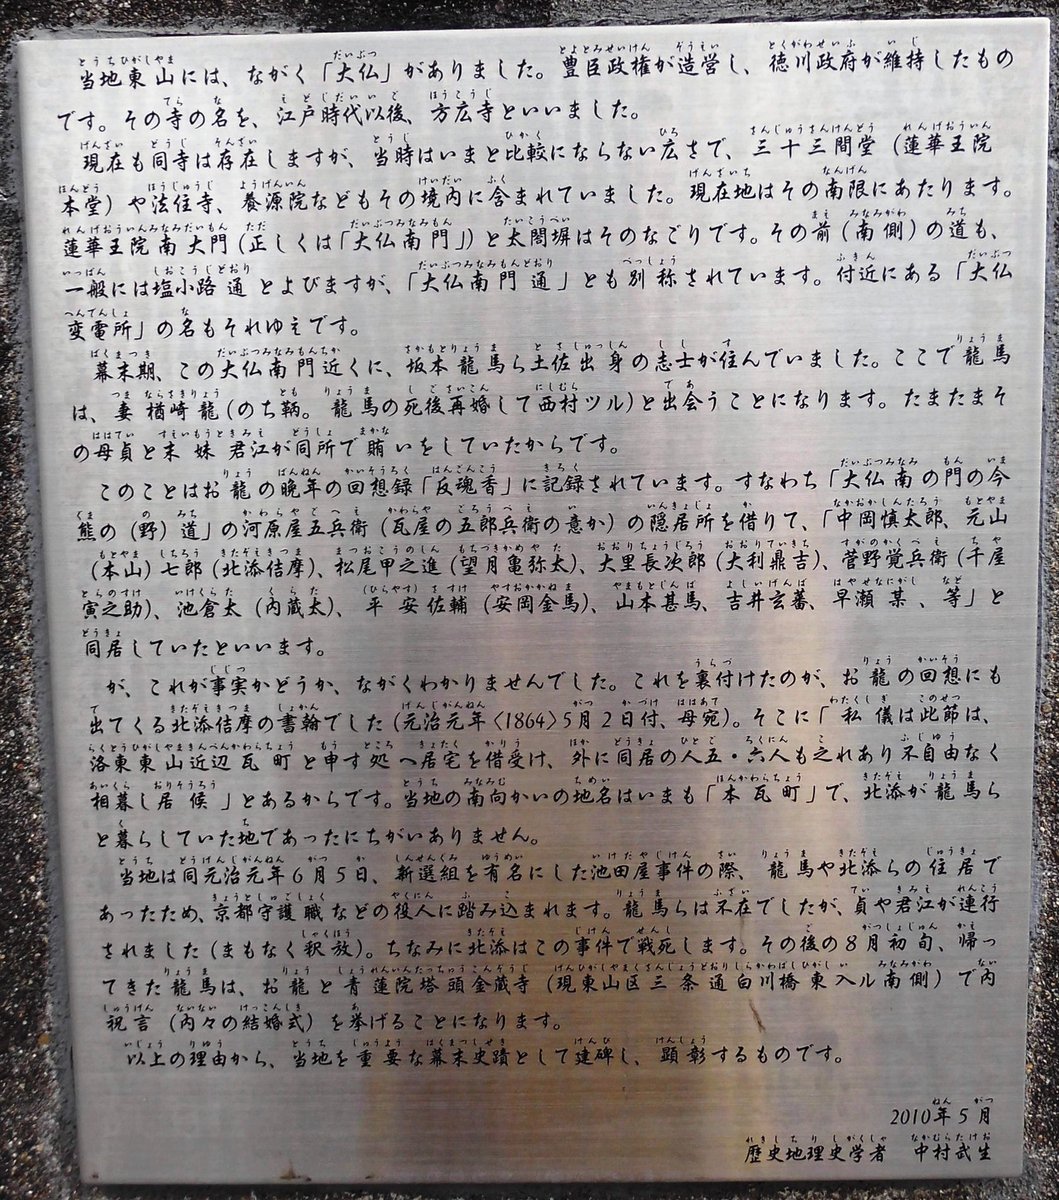 当地東山には、ながく「大仏」がありました。豊臣政権が造営し、徳川政府が維持したもの
です。その寺の名を、江戸時代以後、方広寺といいました。
現在も同寺は存在しますが、当時はいまと比較にならない広さで、三十三間堂（蓮華王院
本堂）や法住寺、養源院などもその境内に含まれていました。現在地はその南限にあたります。
蓮華王院南大門(正しくは「大仏南門」)と太閤塀はそのなごりです。その前(南側)の道も、
一般には塩小路通とよびますが、「大仏南門通」とも別称されています。付近にある「大仏
変電所」の名もそれゆえです。
幕末期、この大仏南門近くに、坂本龍馬ら土佐出身の志士が住んでいました。ここで龍馬
は、妻楢崎龍(のち鞆。龍馬の死後再婚して西村ツル)と出会うことになります。たまたまそ
の母貞と末妹君江が同所で賄いをしていたからです。
このことはお龍の晩年の回想録「反魂香」に記録されています。すなわち「大仏南の門の今
熊の（野）道」のかわらやごへえ河原屋五兵衛（瓦屋の五郎兵衛の意か）の隠居所を借りて、「中岡慎太郎、元山
（本山）七郎（北添佶摩）、松尾甲之進（望月亀弥太）、大里長次郎（大利鼎吉）、菅野覚兵衛（千屋
寅之助）、池倉太（内蔵太）、平安佐輔（安岡金馬）、山本甚馬、吉井玄蕃、早瀬某、等」と
同居していたといいます。
が、これが事実かどうか、ながくわかりませんでした。これを裏付けたのが、お龍の回想にも
出てくる北添佶摩の書翰でした（元治元年〈1864〉5月2日付、母宛）。そこに「私儀は此節は、
洛東東山近辺瓦町と申す処へ居宅を借受け、外に同居の人五・六人も之れあり不自由なく
相暮し居候」とあるからです。当地の南向かいの地名はいまも「本瓦町」で、北添が龍馬ら
と暮らしていた地であったにちがいありません。
当地は同元治元年6月5日、新選組を有名にした池田屋事件の際、龍馬や北添らの住居で
あったため、京都守護職などの役人に踏み込まれます。龍馬らは不在でしたが、貞や君江が連行
されました（まもなく釈放）。ちなみに北添はこの事件で戦死します。その後の8月初旬、帰っ
てきた龍馬は、お龍と青蓮院塔頭金蔵寺（現東山区三条通白川橋東入ル南側）で内
祝言（内々の結婚式）を挙げることになります。
以上の理由から、当地を重要な幕末史蹟として建碑し、顕彰するものです。
2010年5月
歴史地理史学者　中村武生